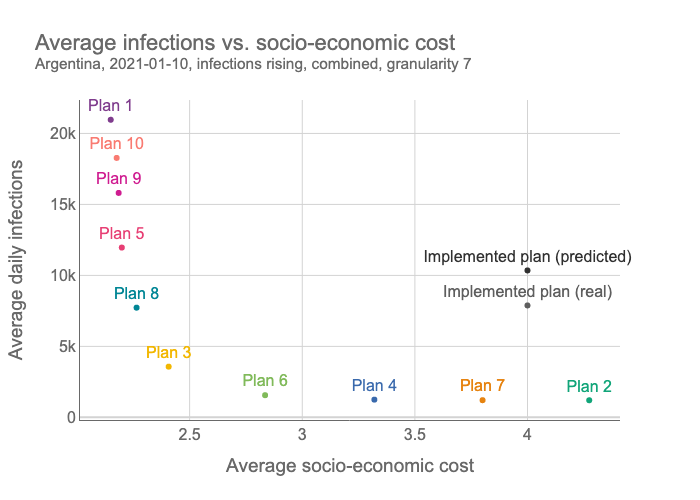 Average infections vs. socio-economic cost
Argentina, 2021-01-10, infections rising, combined, granularity 7
Plan 1
20k
Plan 10
Plan 9
15k
Plan 5
Implemented plan (predicted)
10k
Plan 8
Implemented plan (real)
5k
Plan 3
Plan 6
Plan 4
Plan 7
Plan 2
0
2.5
3
3.5
4
Average daily infections
Average socio-economic cost